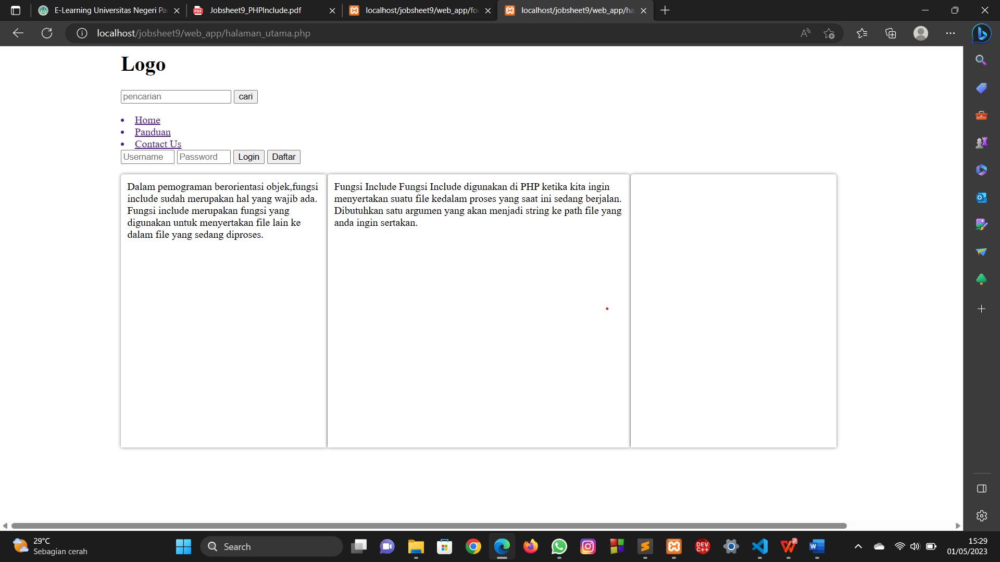 E-Learning Universitas Negeri Pa
Jobsheet9_PHPInclude.pdf
localhost/jobsheet9/web_app/foo
localhost/jobsheet9/web_app/ha
localhost/jobsheet9/web_app/halaman_utama.php
Logo
pencarian cari
Home
Panduan
Contact Us
Username Password Login Daftar
Dalam pemograman berorientasi objek,fungsi
include sudah merupakan hal yang wajib ada.
Fungsi include merupakan fungsi yang
digunakan untuk menyertakan file lain ke
dalam file yang sedang diproses.
Fungsi Include Fungsi Include digunakan di PHP ketika kita ingin
menyertakan suatu file kedalam proses yang saat ini sedang berjalan.
Dibutuhkan satu argumen yang akan menjadi string ke path file yang
anda ingin sertakan.
29°C
Sebagian cerah
Search
DEV
C++
15:29
01/05/2023